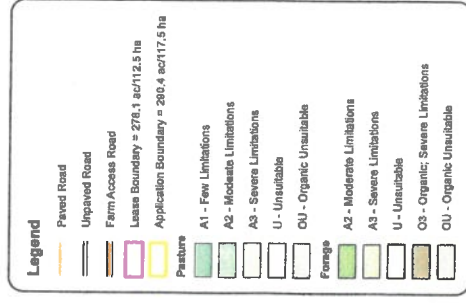 Legend
Paved Road
Unpaved Road
Farm Access Road
Lease Boundary = 278.1 ac/112.5 ha
Application Boundary = 290.4 ac/117.5 ha
Pasture
A1 - Few Limitations
A2 - Modeate Limitations
A3 - Severe Limitations
U - Unsuitable
OU - Organic Unsuitable
Forage
A2 - Moderate Limitations
A3 - Severe Limitations
U - Unsuitable
O3 - Organic; Severe Limitations
OU - Organic Unsuitable